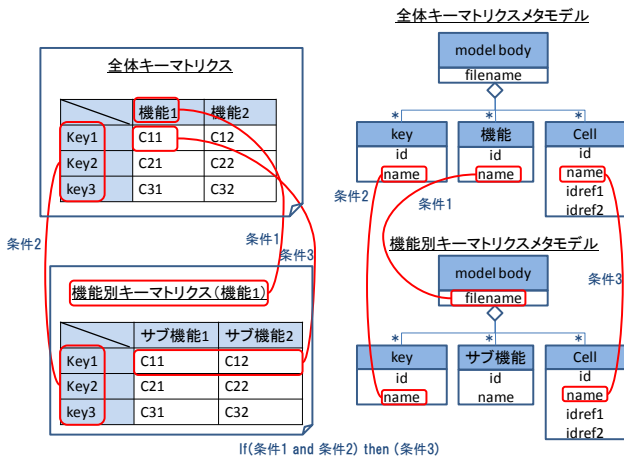 全体キーマトリクス
機能1 機能2
Key1 C11 C12
Key2 C21 C22
key3 C31 C32
条件2
条件1
条件3
機能別キーマトリクス(機能1)
サブ機能1 サブ機能2
Key1 C11 C12
Key2 C21 C22
key3 C31 C32
全体キーマトリクスメタモデル
model body
filename
* * *
key
id
name
機能
id
name
Cell
id
name
idref1
idref2
条件2
条件1
条件3
機能別キーマトリクスメタモデル
model body
filename
* * *
key
id
name
サブ機能
id
name
Cell
id
name
idref1
idref2
If(条件1 and 条件2) then (条件3)